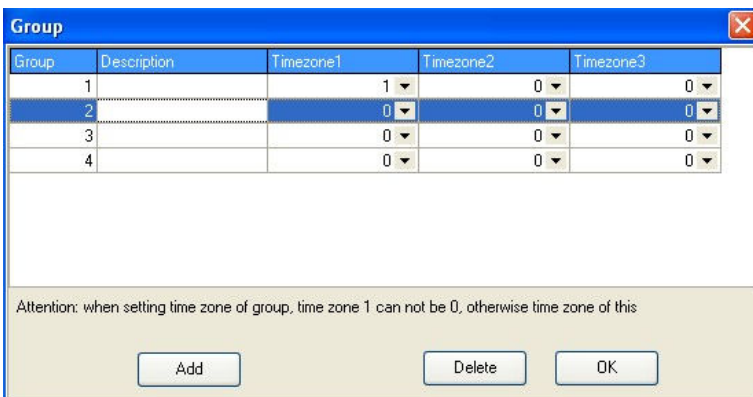 Group
Group Description Timezone1 Timezone2 Timezone3
1 1 0 0
2 0 0 0
3 0 0 0
4 0 0 0
Attention: when setting time zone of group, time zone 1 can not be 0, otherwise time zone of this
Add Delete OK